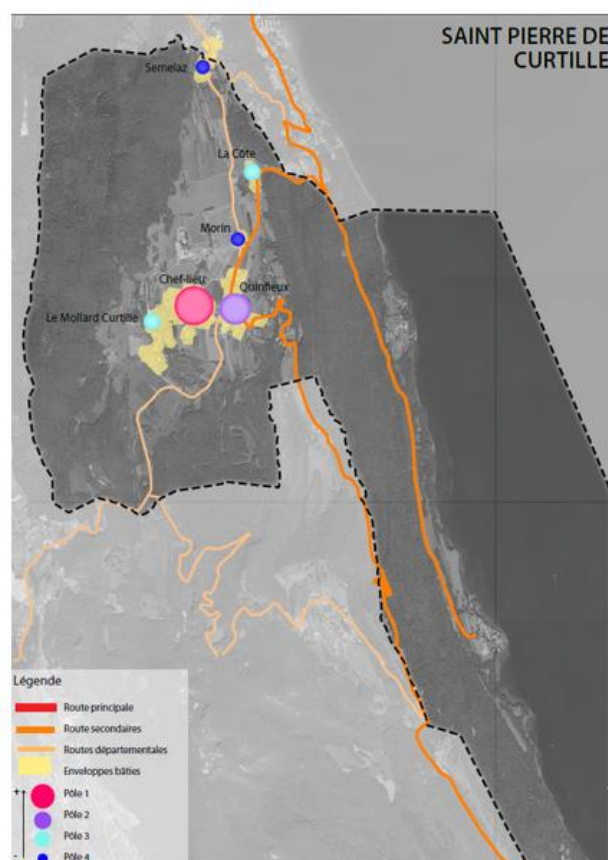 SAINT PIERRE DE
CURTILLE
Semelaz
La Côte
Morin
Chef-lieu
Quinfieux
Le Mollard Curtille
Légende
Route principale
Route secondaires
Routes départementales
Enveloppes bâties
+
Pôle 1
Pôle 2
Pôle 3
-
Pôle 4